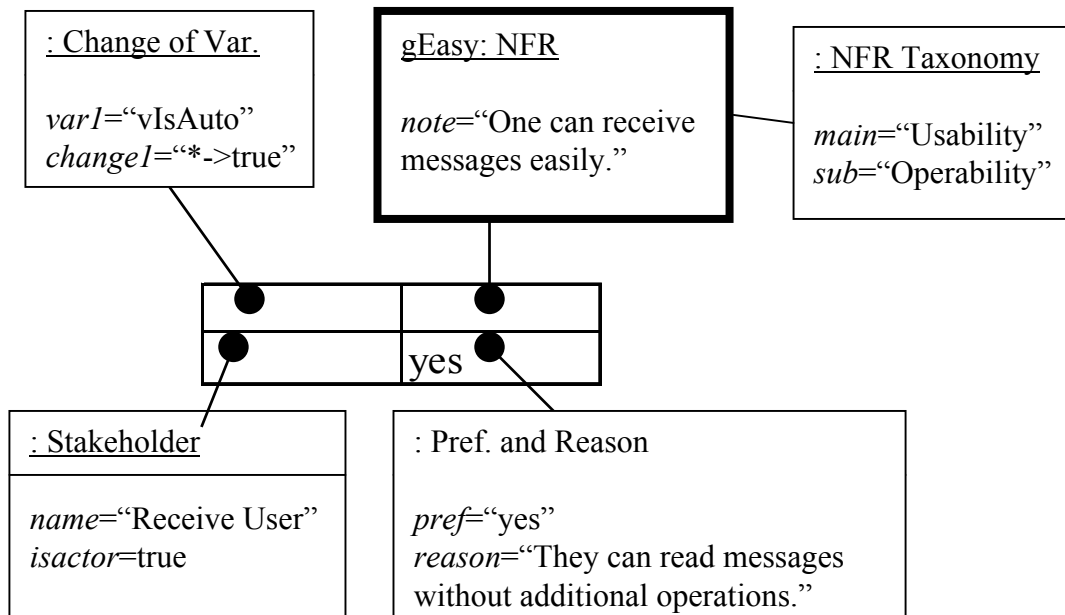 : Change of Var.
var1=“vIsAuto”
change1=“*->true”
gEasy: NFR
note=“One can receive
messages easily.”
: NFR Taxonomy
main=“Usability”
sub=“Operability”
yes
: Stakeholder
name=“Receive User”
isactor=true
: Pref. and Reason
pref=“yes”
reason=“They can read messages
without additional operations.”